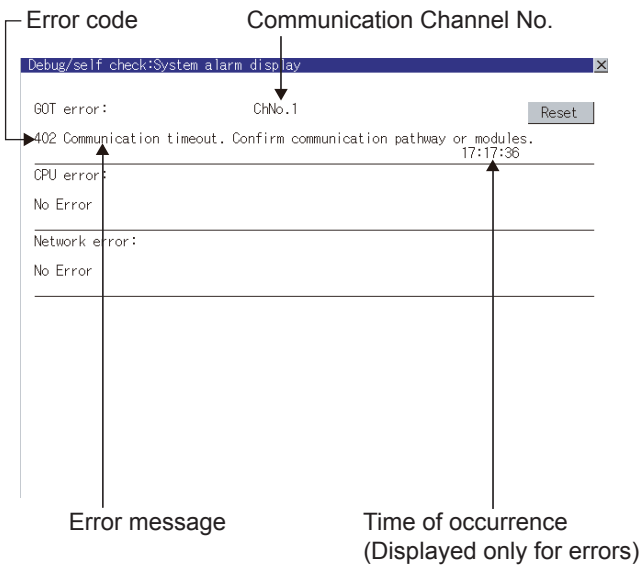 Error code
Communication Channel No.
Debug/self check:System alarm display
GOT error:
ChNo.1
Reset
402 Communication timeout. Confirm communication pathway or modules.
17:17:36
CPU error:
No Error
Network error:
No Error
Error message
Time of occurrence
(Displayed only for errors)